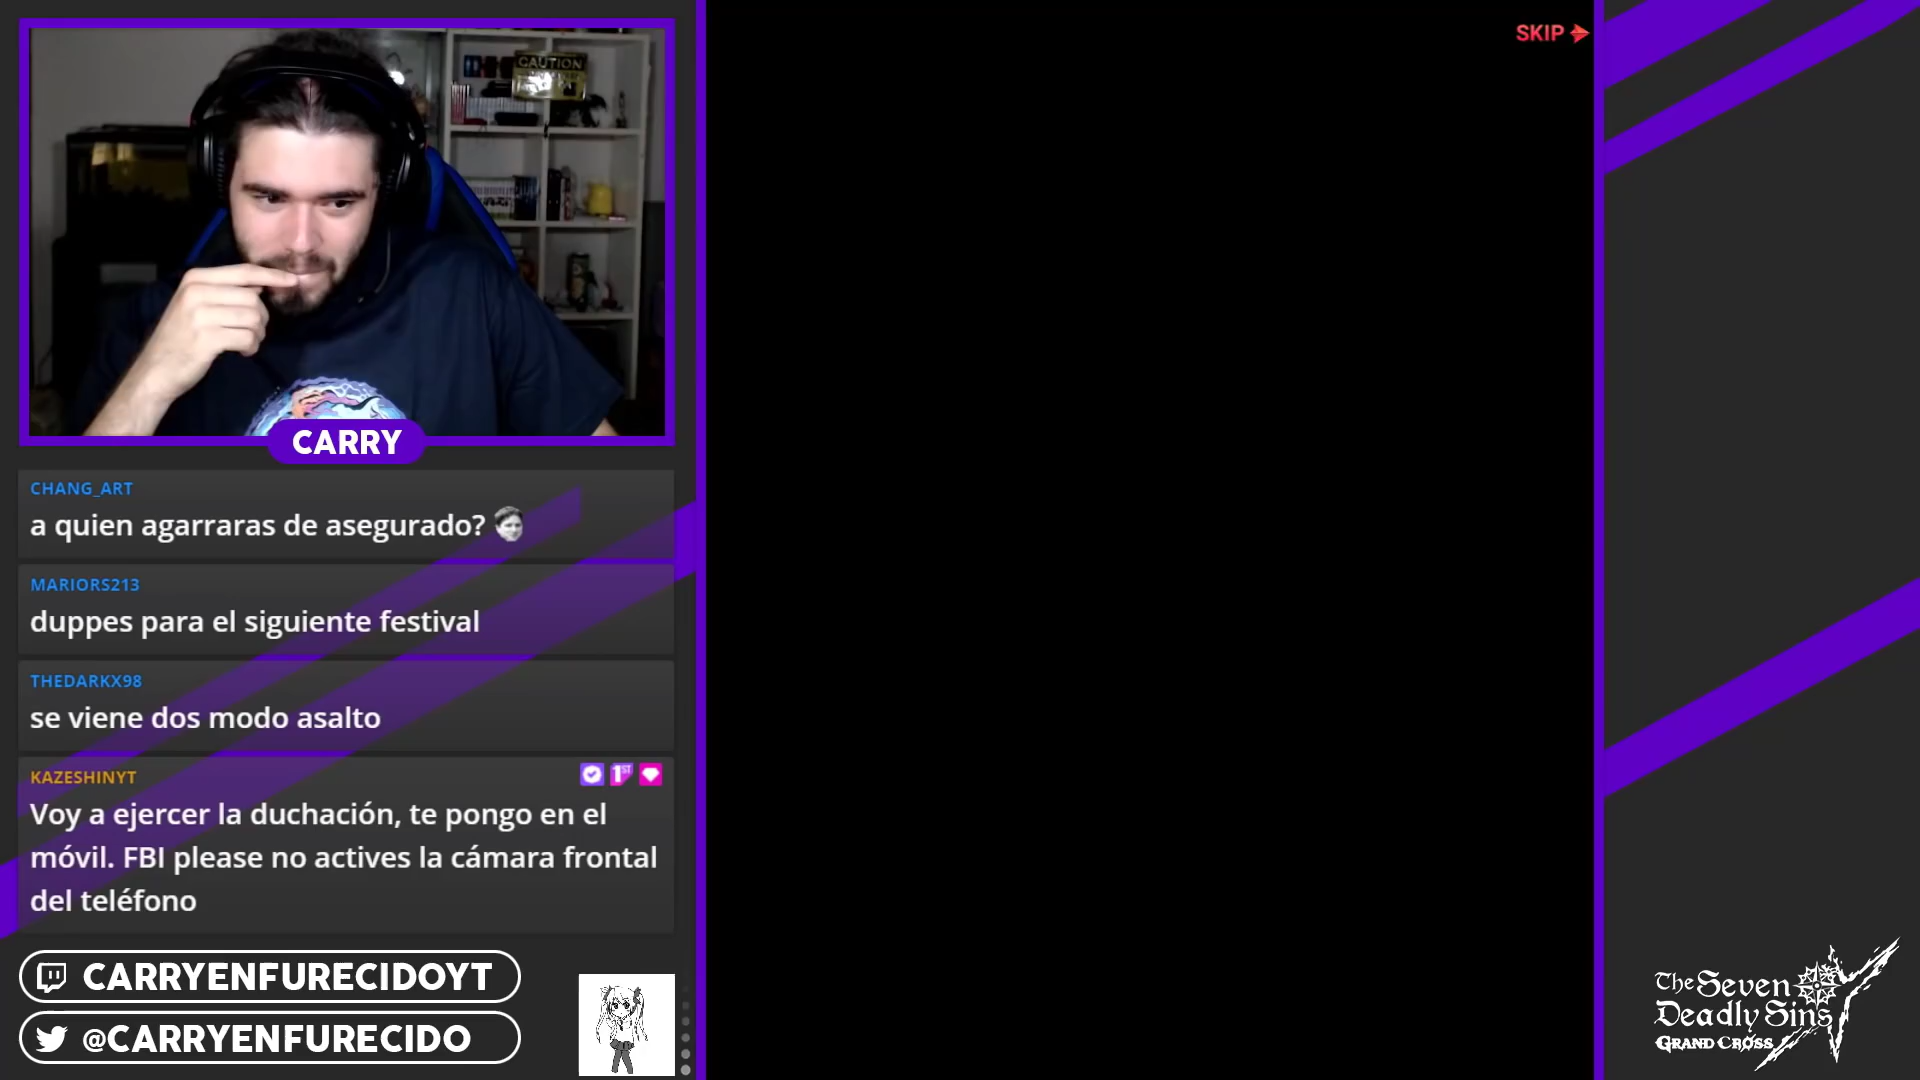 SKIP
CAUTION
CARRY
CHANG_ART
a quien agarraras de asegurado?
MARIORS213
duppes para el siguiente festival
THEDARKX98
se viene dos modo asalto
KAZESHINYT
1ST
Voy a ejercer la duchación, te pongo en el
móvil. FBI please no actives la cámara frontal
del teléfono
CARRYENFURECIDOYT
@CARRYENFURECIDO
The Seven
Deadly Sins
GRAND CROSS